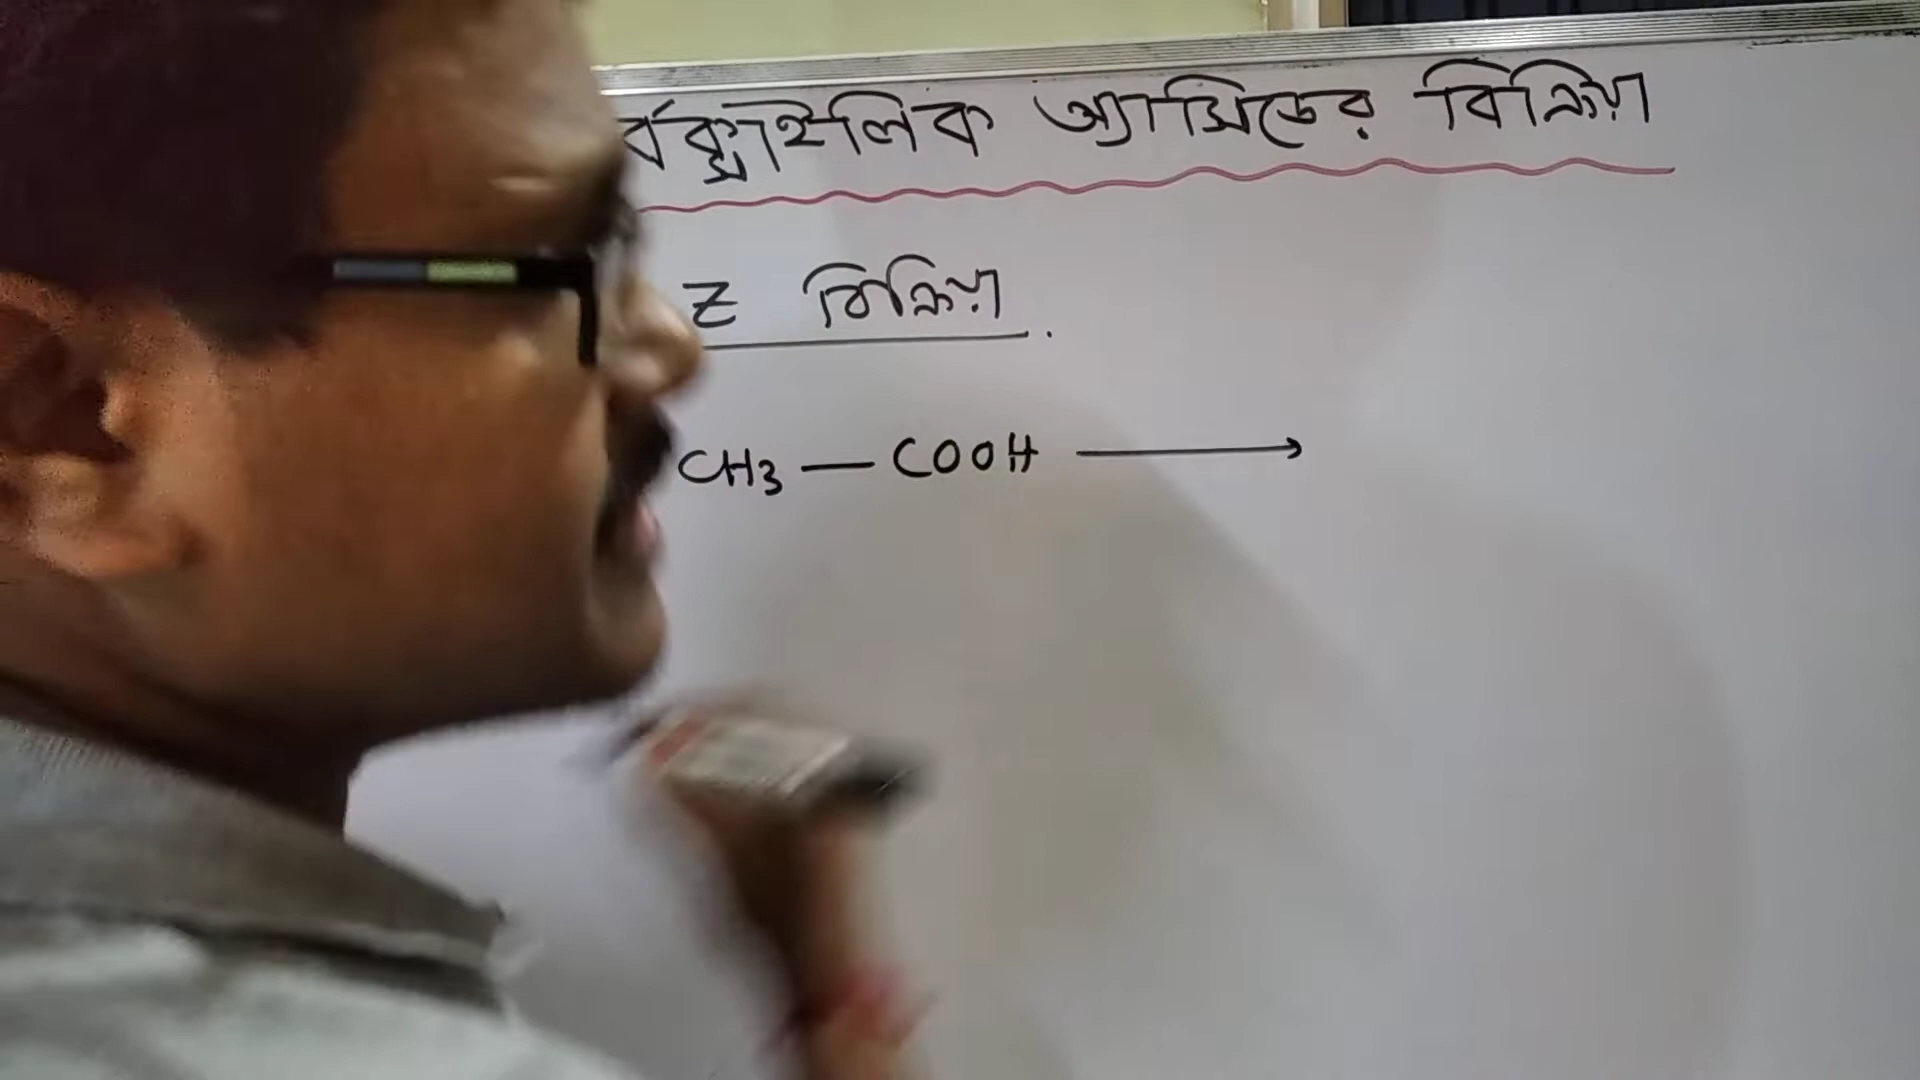 র্বক্সাইলিক অ্যাসিডের বিক্রিয়া
Z বিক্রিয়া .
CH3 — COOH ⟶